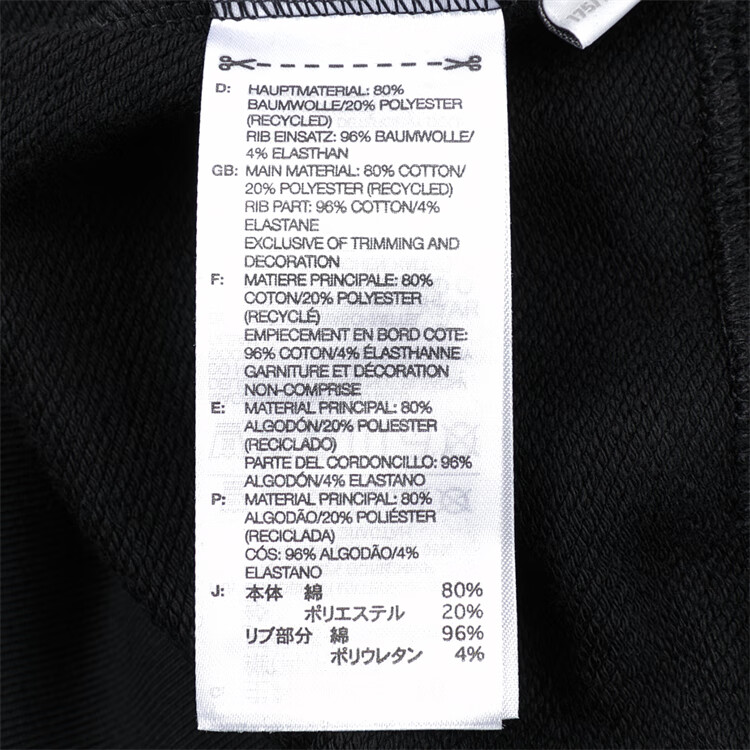 D: HAUPTMATERIAL: 80%
BAUMWOLLE/20% POLYESTER
(RECYCLED)
RIB EINSATZ: 96% BAUMWOLLE/
4% ELASTHAN
GB: MAIN MATERIAL: 80% COTTON/
20% POLYESTER (RECYCLED)
RIB PART: 96% COTTON/4%
ELASTANE
EXCLUSIVE OF TRIMMING AND
DECORATION
F: MATIERE PRINCIPALE: 80%
COTON/20% POLYESTER
(RECYCLÉ)
EMPIECEMENT EN BORD COTE:
96% COTON/4% ÉLASTHANNE
GARNITURE ET DÉCORATION
NON-COMPRISE
E: MATERIAL PRINCIPAL: 80%
ALGODÓN/20% POLIESTER
(RECICLADO)
PARTE DEL CORDONCILLO: 96%
ALGODÓN/4% ELASTANO
P: MATERIAL PRINCIPAL: 80%
ALGODÃO/20% POLIÉSTER
(RECICLADA)
CÓS: 96% ALGODÃO/4%
ELASTANO
J: 本体 綿 80%
ポリエステル 20%
リブ部分 綿 96%
ポリウレタン 4%